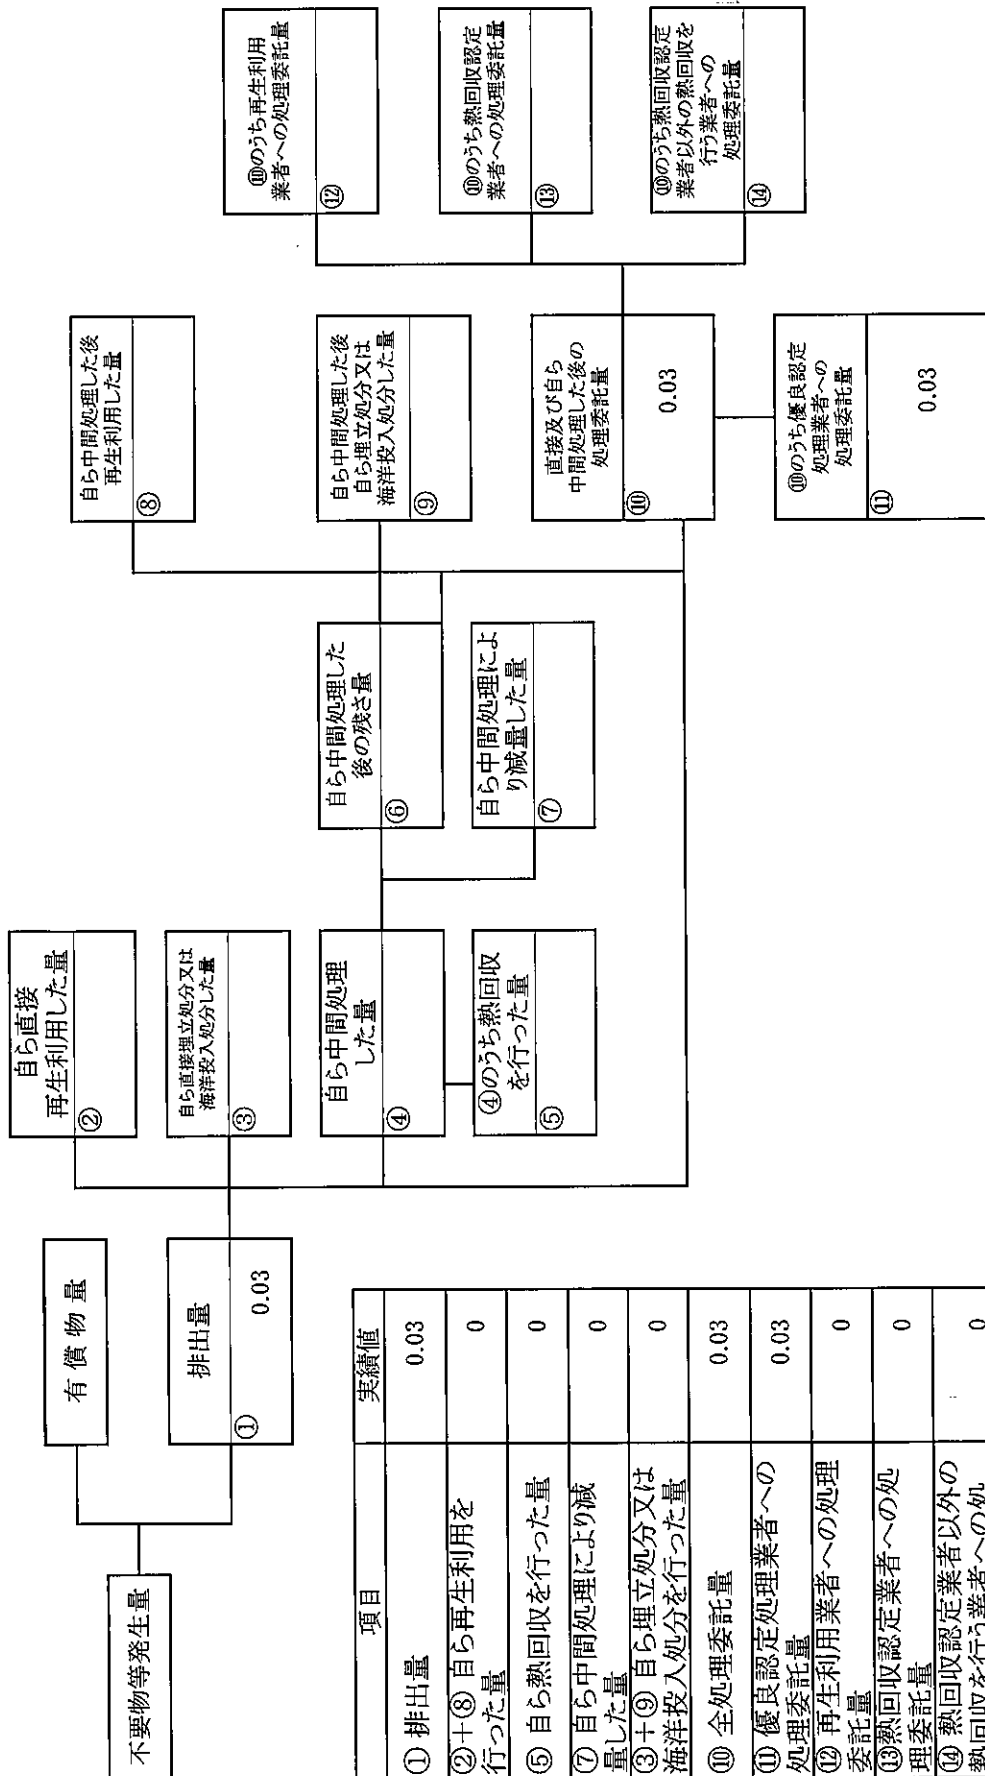 不要物等発生量
有償物量
排出量
①
0.03
自ら直接
再生利用した量
②
自ら直接埋立処分又は
海洋投入処分した量
③
自ら中間処理
した量
④
④のうち熱回収
を行った量
⑤
自ら中間処理した
後の残さ量
⑥
自ら中間処理によ
り減量した量
⑦
自ら中間処理した後
再生利用した量
⑧
自ら中間処理した後
自ら埋立処分又は
海洋投入処分した量
⑨
直接及び自ら
中間処理した後の
処理委託量
⑩
0.03
⑩のうち優良認定
処理業者への
処理委託量
⑪
0.03
⑩のうち再生利用
業者への処理委託量
⑫
⑩のうち熱回収認定
業者への処理委託量
⑬
⑩のうち熱回収認定
業者以外の熱回収を
行う業者への
処理委託量
⑭
項目 実績値
① 排出量 0.03
②+⑧ 自ら再生利用を
行った量 0
⑤ 自ら熱回収を行った量 0
⑦ 自ら中間処理により減
量した量 0
③+⑨ 自ら埋立処分又は
海洋投入処分を行った量 0
⑩ 全処理委託量 0.03
⑪ 優良認定処理業者への
処理委託量 0.03
⑫ 再生利用業者への処理
委託量 0
⑬熱回収認定業者への処
理委託量 0
⑭ 熱回収認定業者以外の
熱回収を行う業者への処 0